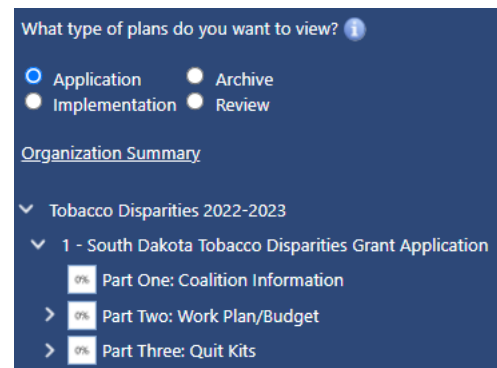 What type of plans do you want to view? i
Application Archive
Implementation Review
Organization Summary
Tobacco Disparities 2022-2023
1 - South Dakota Tobacco Disparities Grant Application
0% Part One: Coalition Information
0% Part Two: Work Plan/Budget
0% Part Three: Quit Kits